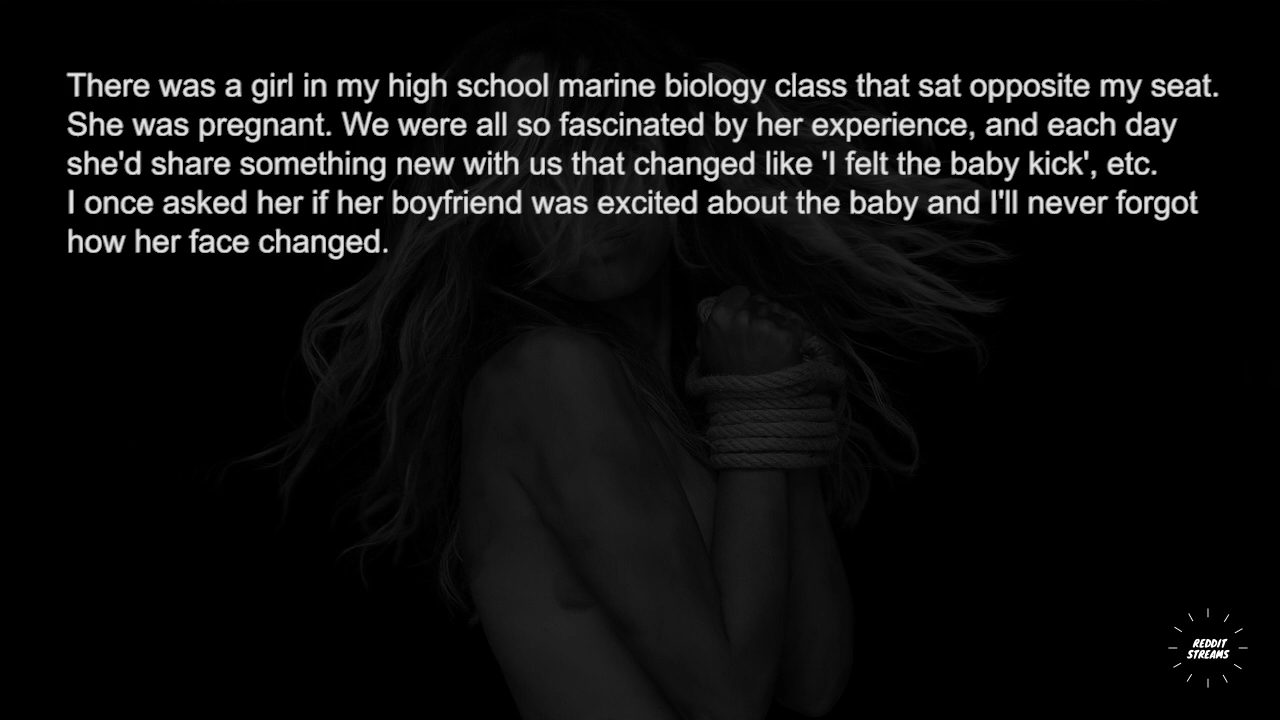 There was a girl in my high school marine biology class that sat opposite my seat.
She was pregnant. We were all so fascinated by her experience, and each day
she'd share something new with us that changed like 'I felt the baby kick', etc.
I once asked her if her boyfriend was excited about the baby and I'll never forgot
how her face changed.
REDDIT
STREAMS